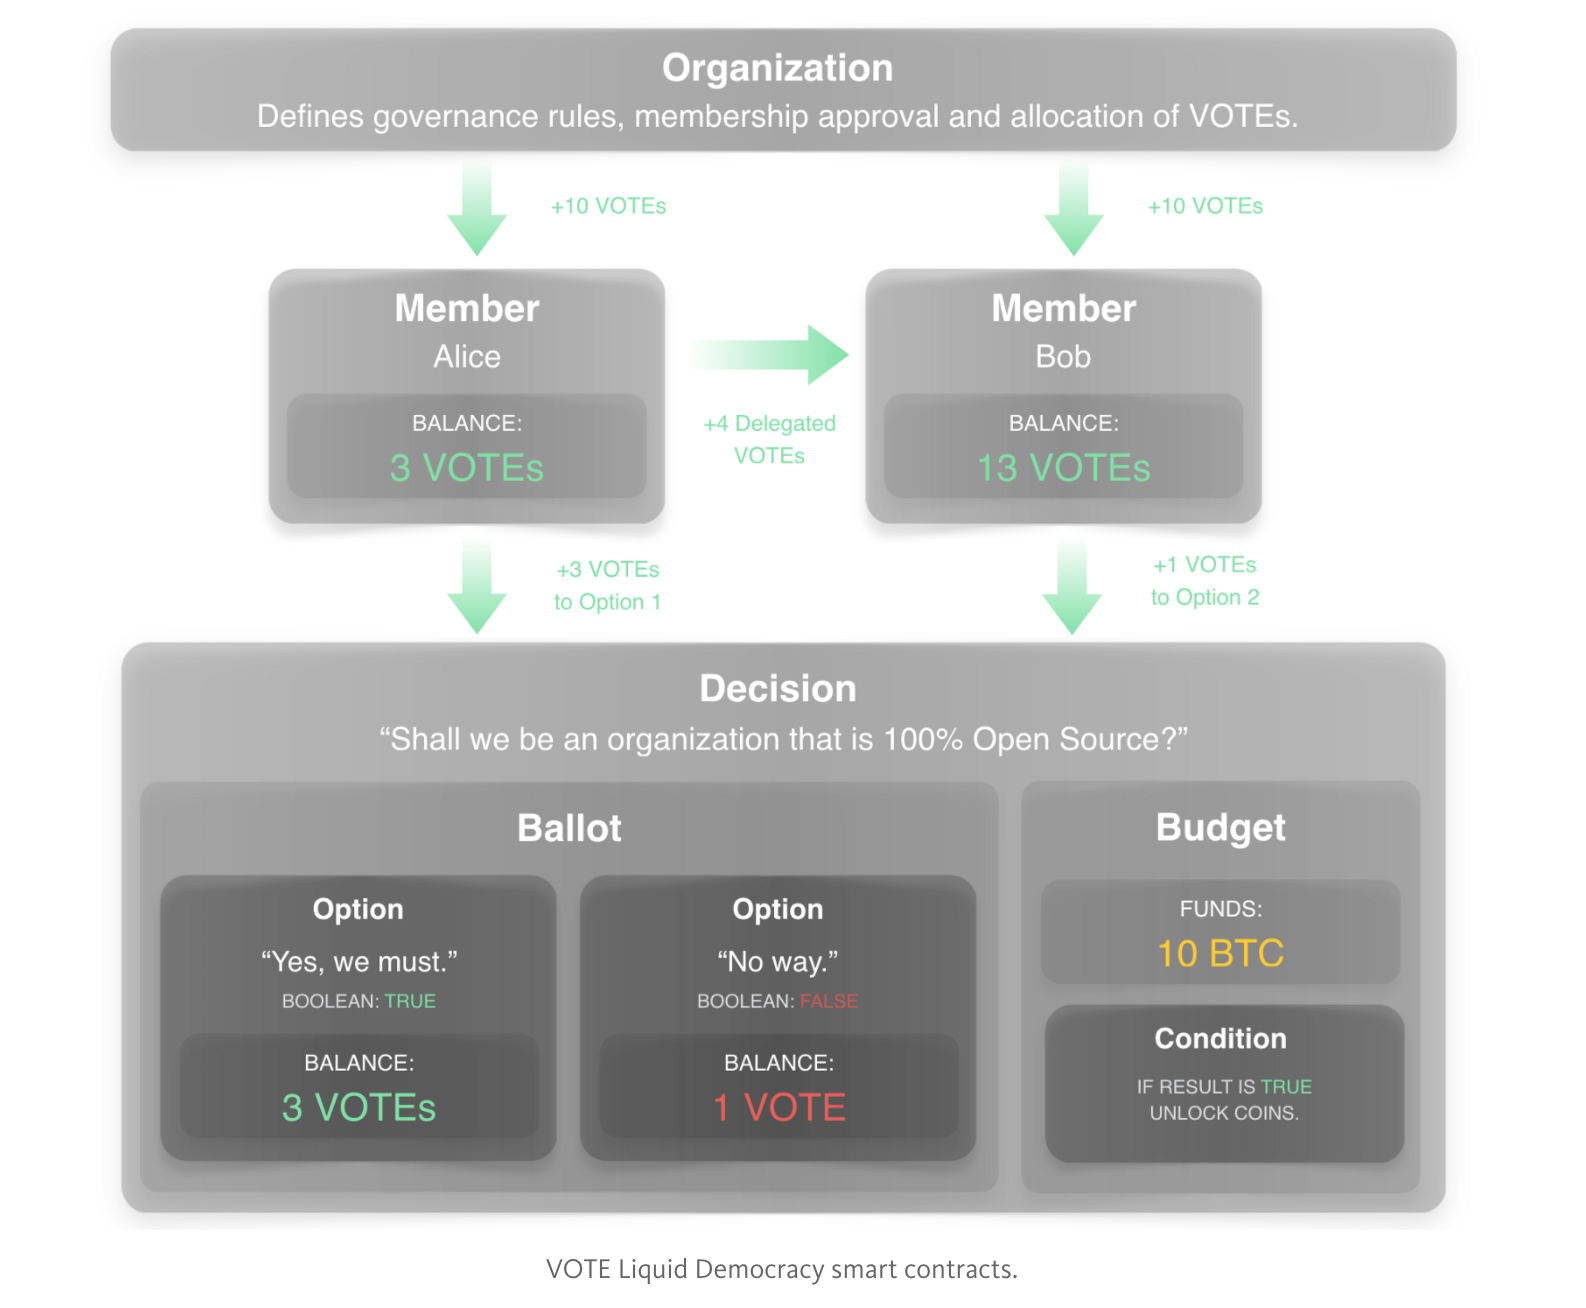 Organization
Defines governance rules, membership approval and allocation of VOTEs.
+10 VOTEs
+10 VOTEs
Member
Alice
BALANCE:
3 VOTEs
+4 Delegated
VOTEs
Member
Bob
BALANCE:
13 VOTEs
+3 VOTEs
to Option 1
+1 VOTEs
to Option 2
Decision
“Shall we be an organization that is 100% Open Source?”
Ballot
Option
“Yes, we must.”
BOOLEAN: TRUE
BALANCE:
3 VOTEs
Option
“No way.”
BOOLEAN: FALSE
BALANCE:
1 VOTE
Budget
FUNDS:
10 BTC
Condition
IF RESULT IS TRUE
UNLOCK COINS.
VOTE Liquid Democracy smart contracts.